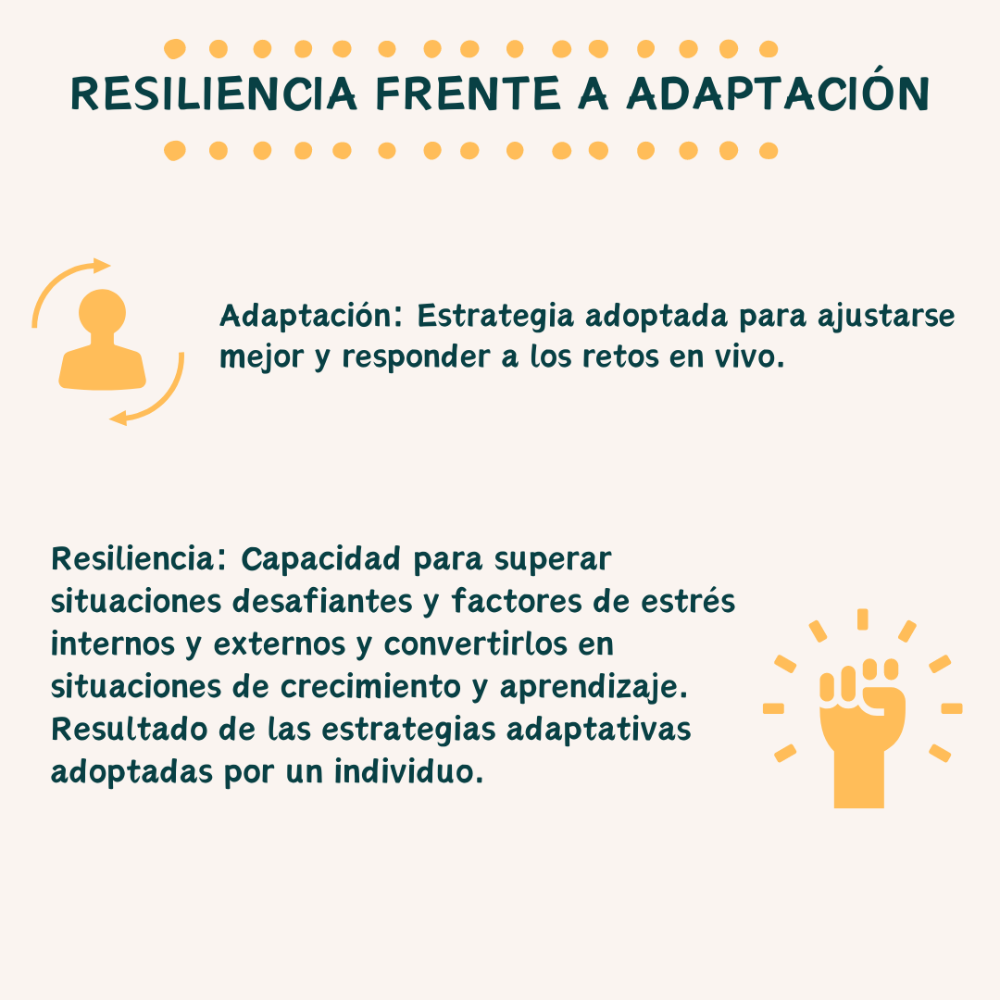 RESILIENCIA FRENTE A ADAPTACIÓN
Adaptación: Estrategia adoptada para ajustarse
mejor y responder a los retos en vivo.
Resiliencia: Capacidad para superar
situaciones desafiantes y factores de estrés
internos y externos y convertirlos en
situaciones de crecimiento y aprendizaje.
Resultado de las estrategias adaptativas
adoptadas por un individuo.